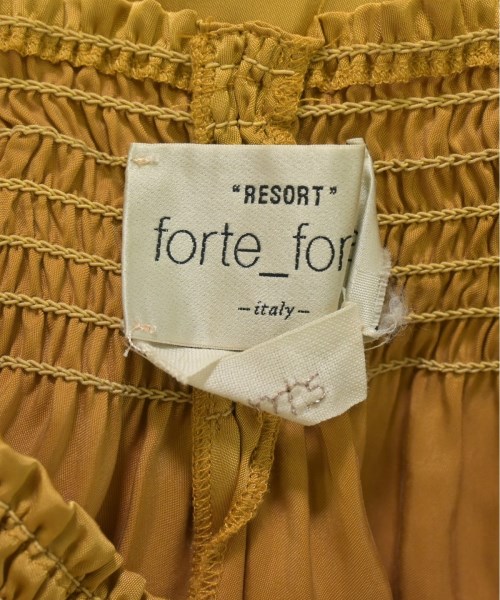 "RESORT"
forte_for
—italy—